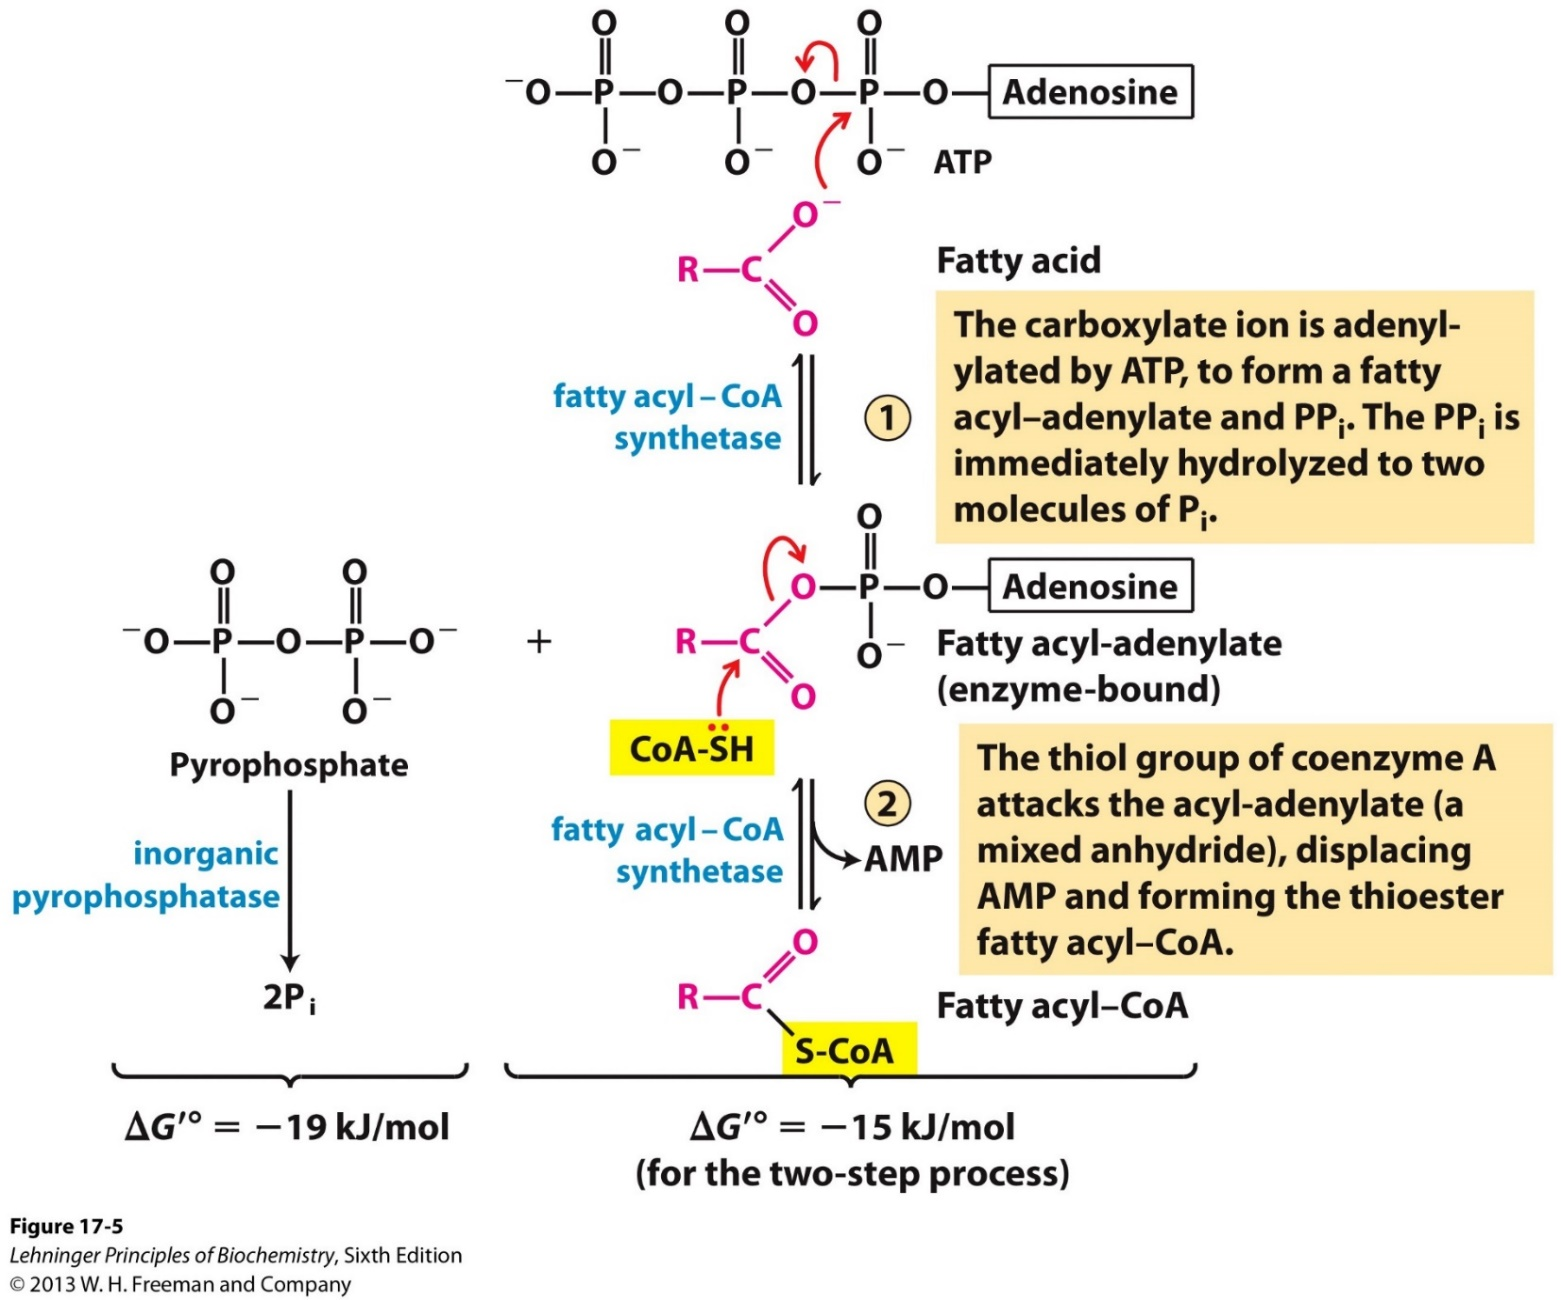 O O O
⁻O—P—O—P—O—P—O—Adenosine
O⁻ O⁻ O⁻ ATP
O⁻
R—C
O
Fatty acid
The carboxylate ion is adenyl-
ylated by ATP, to form a fatty
acyl–adenylate and PPi. The PPi is
immediately hydrolyzed to two
molecules of Pi.
fatty acyl–CoA
synthetase
1
O
O—P—O—Adenosine
O⁻
R—C
O
Fatty acyl-adenylate
(enzyme-bound)
O O
⁻O—P—O—P—O⁻
O⁻ O⁻
+
Pyrophosphate
CoA-SH
The thiol group of coenzyme A
attacks the acyl-adenylate (a
mixed anhydride), displacing
AMP and forming the thioester
fatty acyl–CoA.
fatty acyl–CoA
synthetase
2
AMP
inorganic
pyrophosphatase
2Pi
O
R—C
S-CoA
Fatty acyl–CoA
ΔG′° = −19 kJ/mol
ΔG′° = −15 kJ/mol
(for the two-step process)
Figure 17-5
Lehninger Principles of Biochemistry, Sixth Edition
© 2013 W. H. Freeman and Company